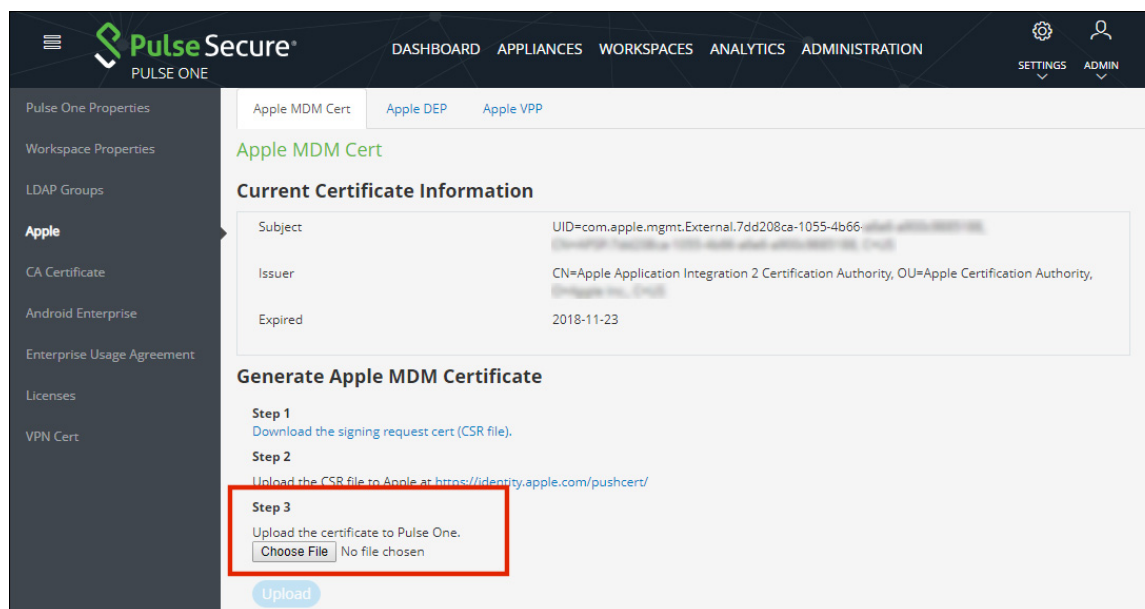 Pulse Secure®
PULSE ONE
DASHBOARD APPLIANCES WORKSPACES ANALYTICS ADMINISTRATION
SETTINGS ADMIN
Pulse One Properties
Workspace Properties
LDAP Groups
Apple
CA Certificate
Android Enterprise
Enterprise Usage Agreement
Licenses
VPN Cert
Apple MDM Cert Apple DEP Apple VPP
Apple MDM Cert
Current Certificate Information
Subject UID=com.apple.mgmt.External.7dd208ca-1055-4b66-
Issuer CN=Apple Application Integration 2 Certification Authority, OU=Apple Certification Authority,
Expired 2018-11-23
Generate Apple MDM Certificate
Step 1
Download the signing request cert (CSR file).
Step 2
Upload the CSR file to Apple at https://identity.apple.com/pushcert/
Step 3
Upload the certificate to Pulse One.
Choose File No file chosen
Upload